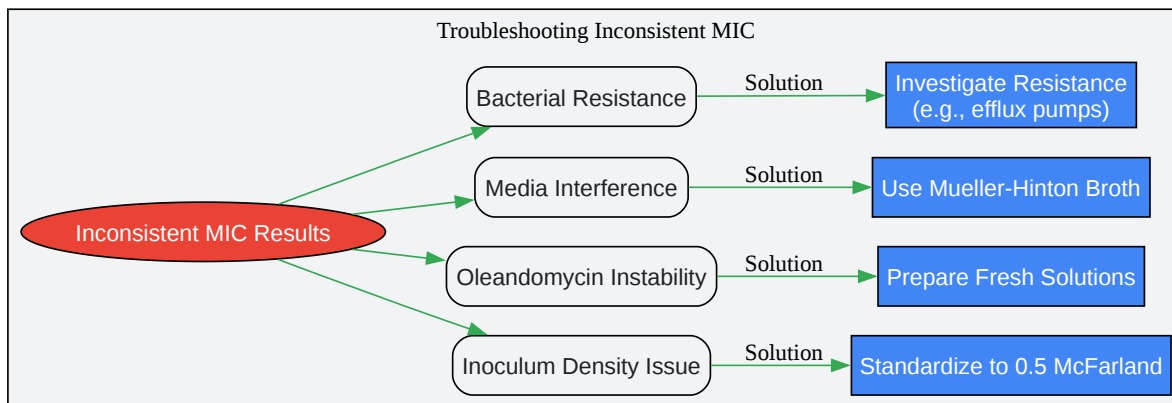 Troubleshooting Inconsistent MIC
Inconsistent MIC Results
Bacterial Resistance
Solution
Investigate Resistance
(e.g., efflux pumps)
Media Interference
Solution
Use Mueller-Hinton Broth
Oleandomycin Instability
Solution
Prepare Fresh Solutions
Inoculum Density Issue
Solution
Standardize to 0.5 McFarland